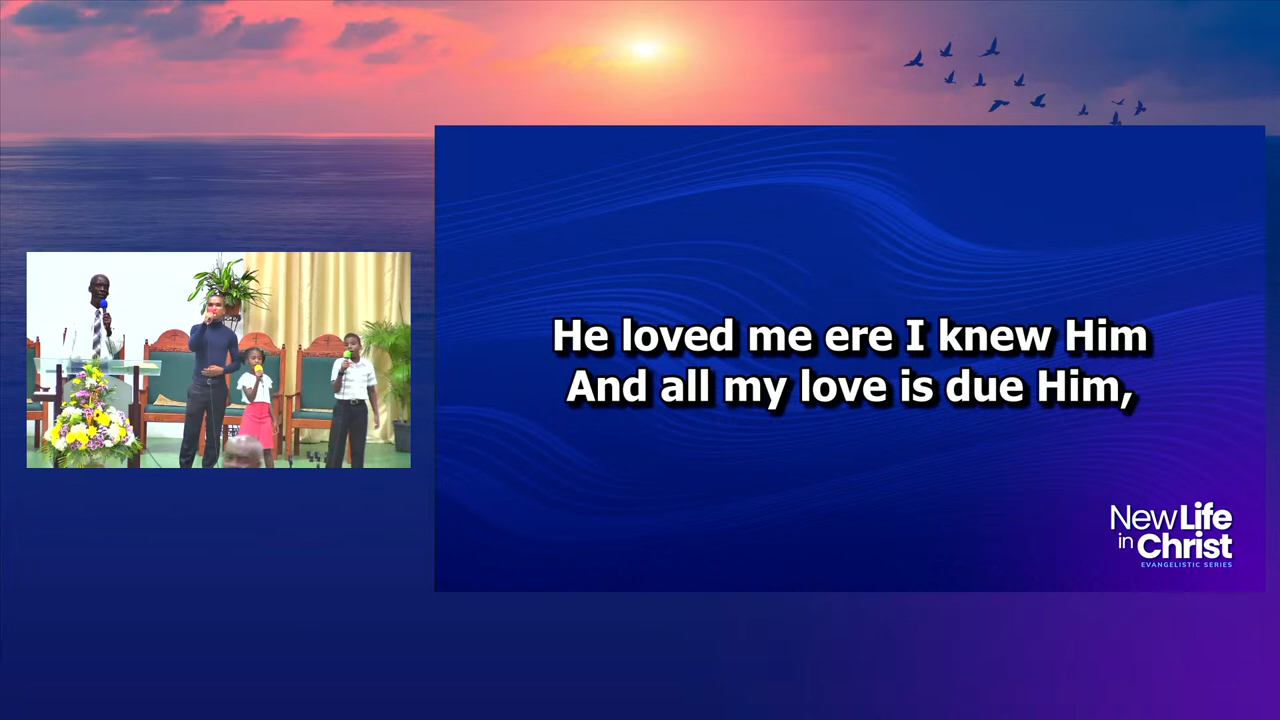 He loved me ere I knew Him
And all my love is due Him,
New Life
in Christ
EVANGELISTIC SERIES